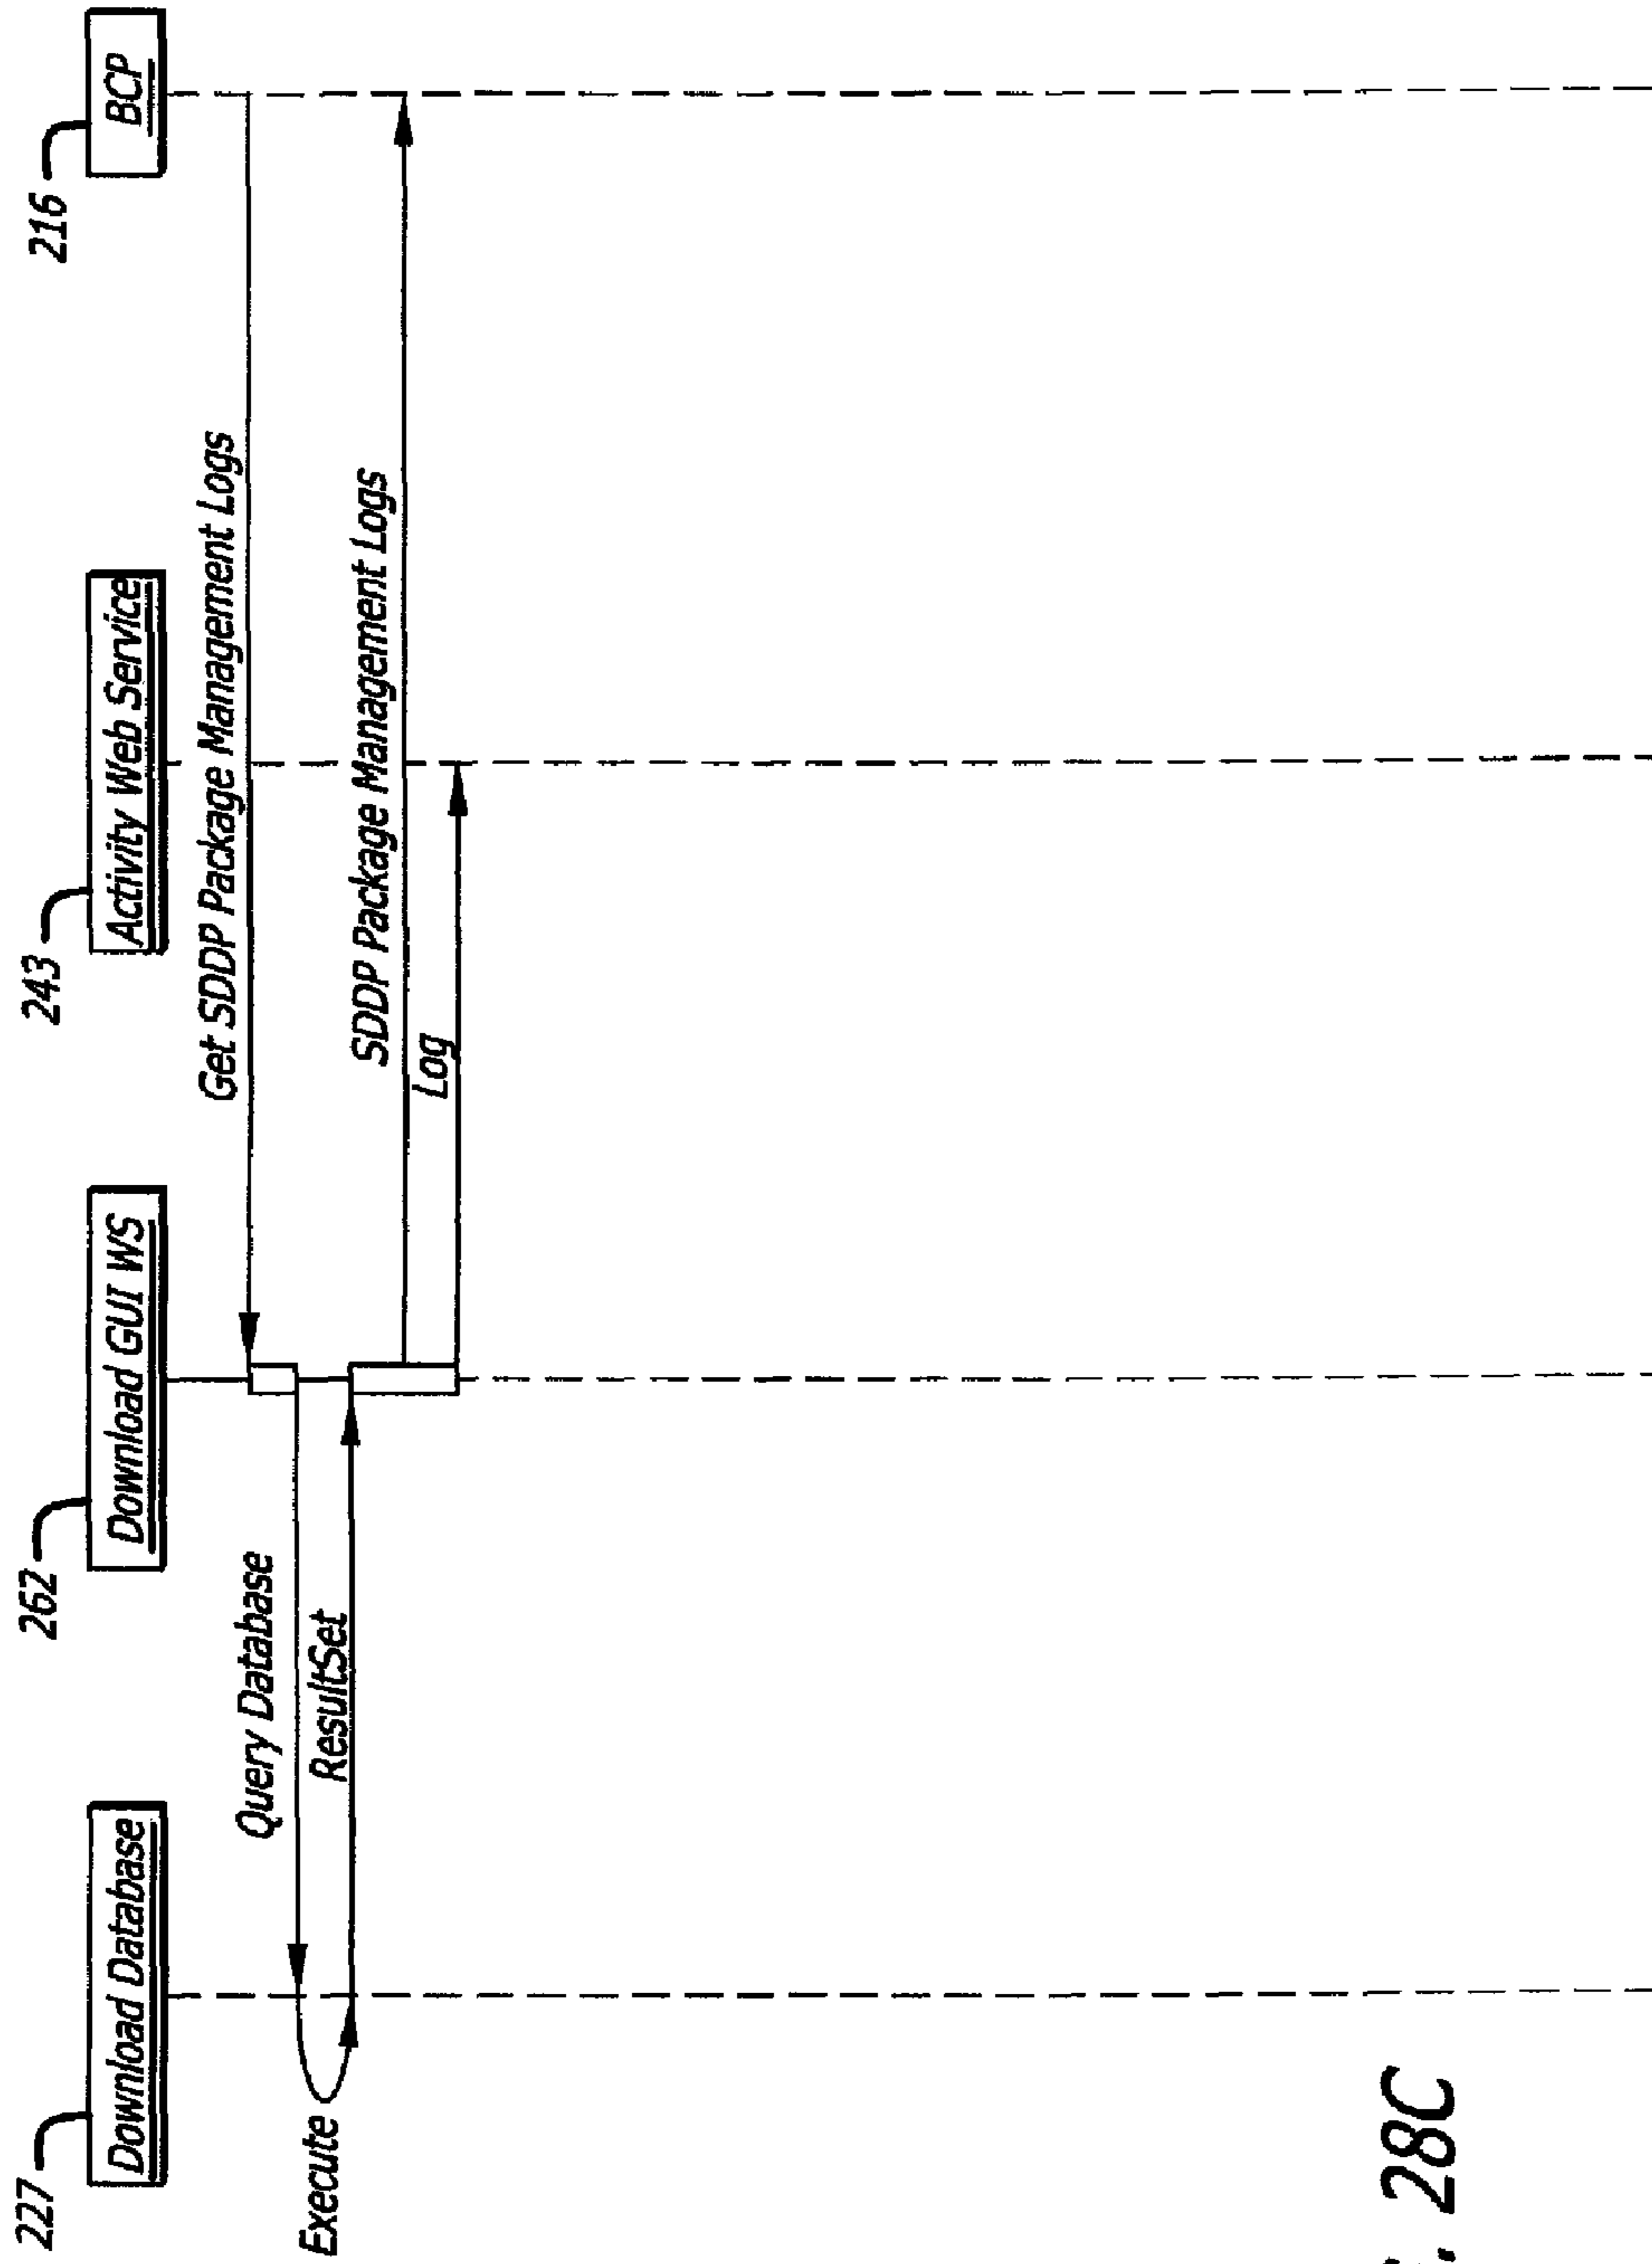 227
262
243
216
Download Database
Download GUI WS
Activity Web Service
BCP
Get SDDP Package Management Logs
Query Database
Execute
ResultSet
SDDP Package Management Logs
Log
28C